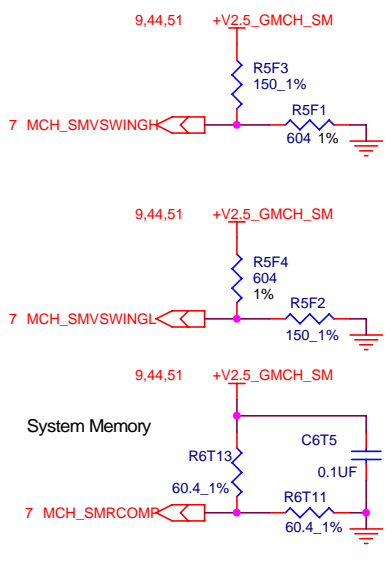 9,44,51 +V2.5_GMCH_SM
R5F3
150_1%
R5F1
7 MCH_SMVSWINGH
604 1%
9,44,51 +V2.5_GMCH_SM
R5F4
604
1%
R5F2
7 MCH_SMVSWINGL
150_1%
9,44,51 +V2.5_GMCH_SM
System Memory
C6T5
R6T13
0.1UF
60.4_1%
R6T11
7 MCH_SMRCOMP
60.4_1%